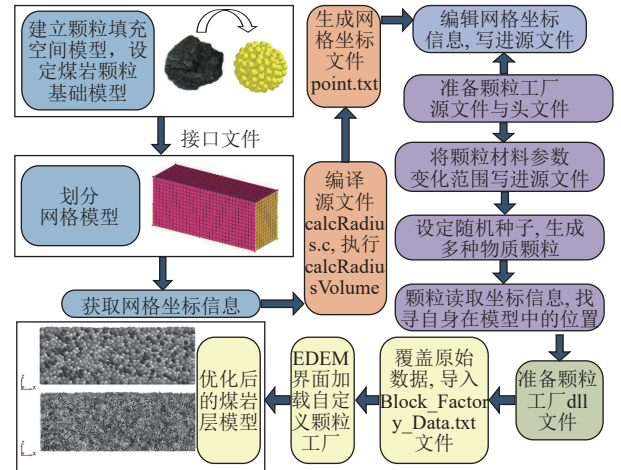 建立颗粒填充
空间模型，设
定煤岩颗粒
基础模型
接口文件
划分
网格模型
获取网格坐标信息
编译
源文件
calcRadiu
s.c, 执行
calcRadiu
sVolume
生成网
格坐标
文件
point.txt
编辑网格坐标
信息, 写进源文件
准备颗粒工厂
源文件与头文件
将颗粒材料参数
变化范围写进源文件
设定随机种子, 生成
多种物质颗粒
颗粒读取坐标信息, 找
寻自身在模型中的位置
准备颗粒
工厂dll
文件
覆盖原始
数据, 导入
Block_Factor
y_Data.txt
文件
EDEM
界面加
载自定
义颗粒
工厂
优化后
的煤岩
层模型